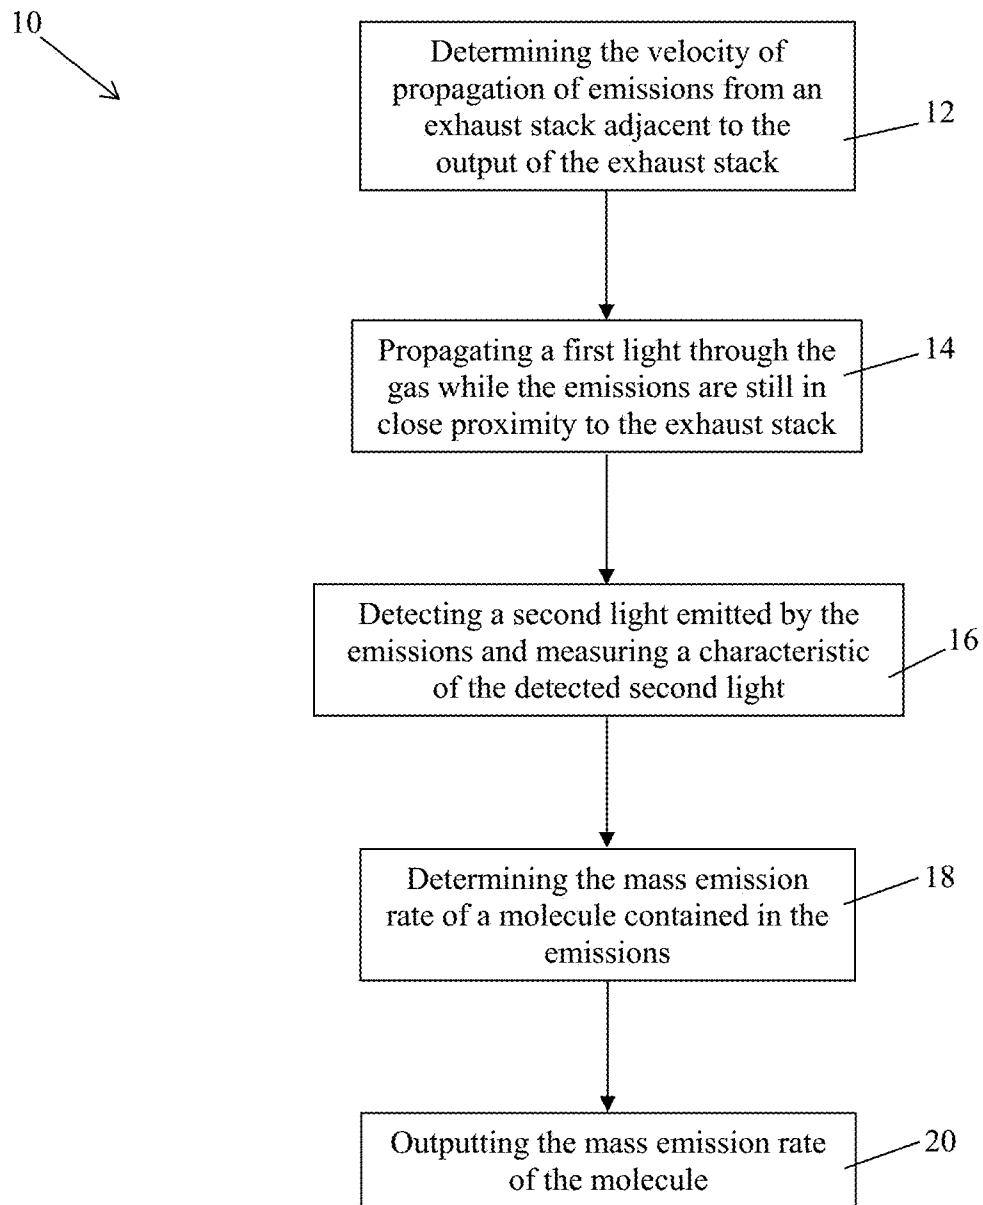 10
Determining the velocity of
propagation of emissions from an
exhaust stack adjacent to the
output of the exhaust stack
12
Propagating a first light through the
gas while the emissions are still in
close proximity to the exhaust stack
14
Detecting a second light emitted by the
emissions and measuring a characteristic
of the detected second light
16
Determining the mass emission
rate of a molecule contained in the
emissions
18
Outputting the mass emission rate
of the molecule
20